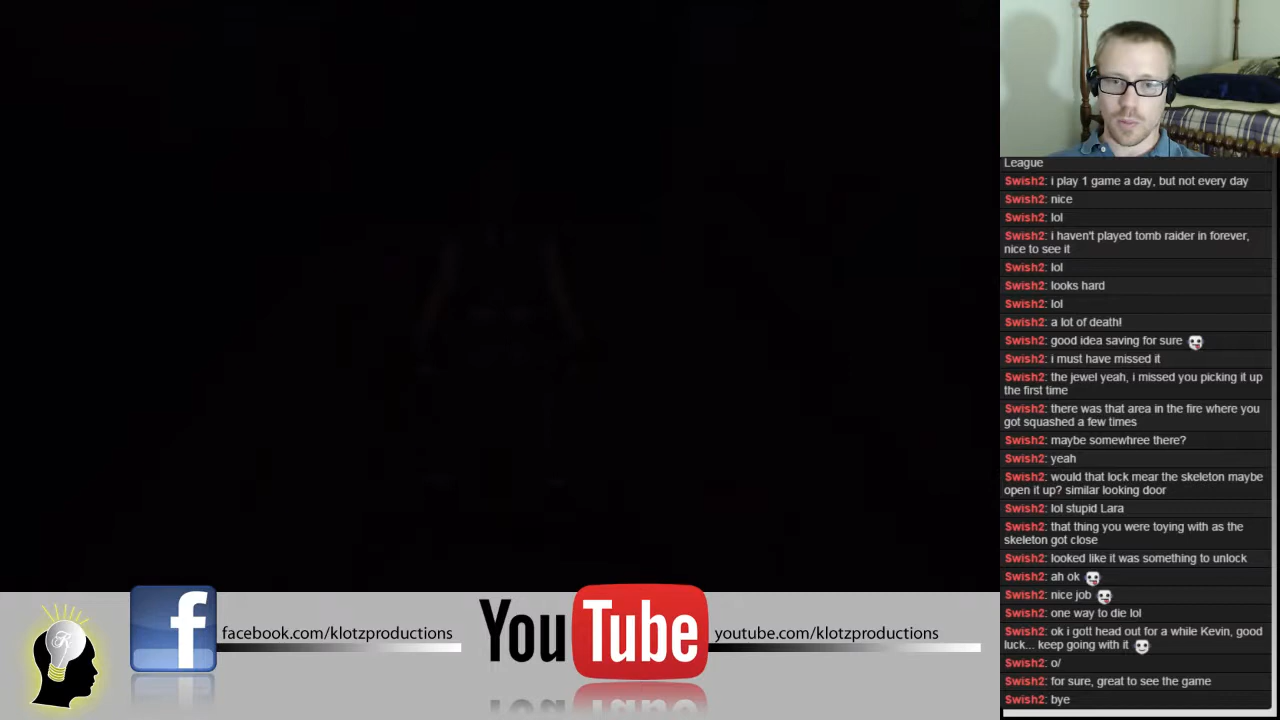 League
Swish2: i play 1 game a day, but not every day
Swish2: nice
Swish2: lol
Swish2: i haven't played tomb raider in forever,
nice to see it
Swish2: lol
Swish2: looks hard
Swish2: lol
Swish2: a lot of death!
Swish2: good idea saving for sure
Swish2: i must have missed it
Swish2: the jewel yeah, i missed you picking it up
the first time
Swish2: there was that area in the fire where you
got squashed a few times
Swish2: maybe somewhree there?
Swish2: yeah
Swish2: would that lock mear the skeleton maybe
open it up? similar looking door
Swish2: lol stupid Lara
Swish2: that thing you were toying with as the
skeleton got close
Swish2: looked like it was something to unlock
Swish2: ah ok
Swish2: nice job
Swish2: one way to die lol
Swish2: ok i gott head out for a while Kevin, good
luck... keep going with it
Swish2: o/
Swish2: for sure, great to see the game
Swish2: bye
K
f
facebook.com/klotzproductions
YouTube
youtube.com/klotzproductions